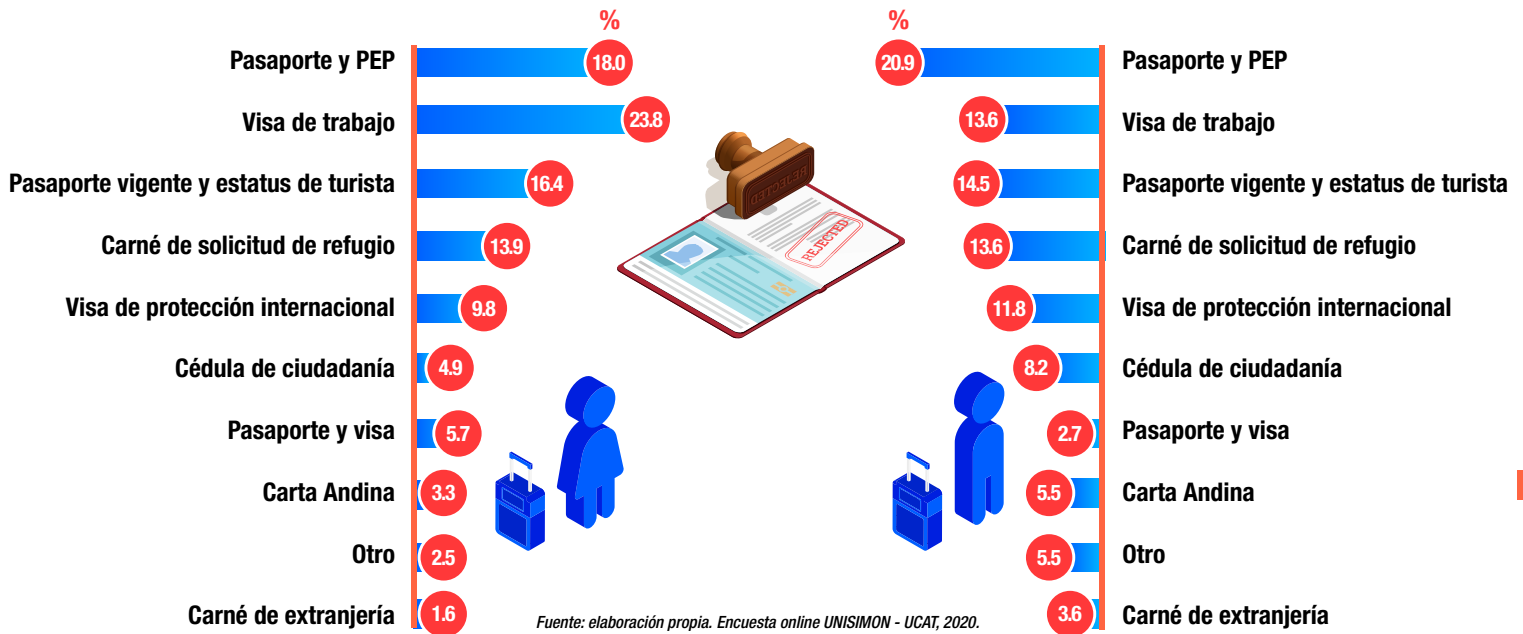 % %
Pasaporte y PEP 18.0 20.9 Pasaporte y PEP
Visa de trabajo 23.8 13.6 Visa de trabajo
Pasaporte vigente y estatus de turista 16.4 14.5 Pasaporte vigente y estatus de turista
Carné de solicitud de refugio 13.9 13.6 Carné de solicitud de refugio
Visa de protección internacional 9.8 11.8 Visa de protección internacional
Cédula de ciudadanía 4.9 8.2 Cédula de ciudadanía
Pasaporte y visa 5.7 2.7 Pasaporte y visa
Carta Andina 3.3 5.5 Carta Andina
Otro 2.5 5.5 Otro
Carné de extranjería 1.6 3.6 Carné de extranjería
REJECTED
REJECTED
Fuente: elaboración propia. Encuesta online UNISIMON - UCAT, 2020.